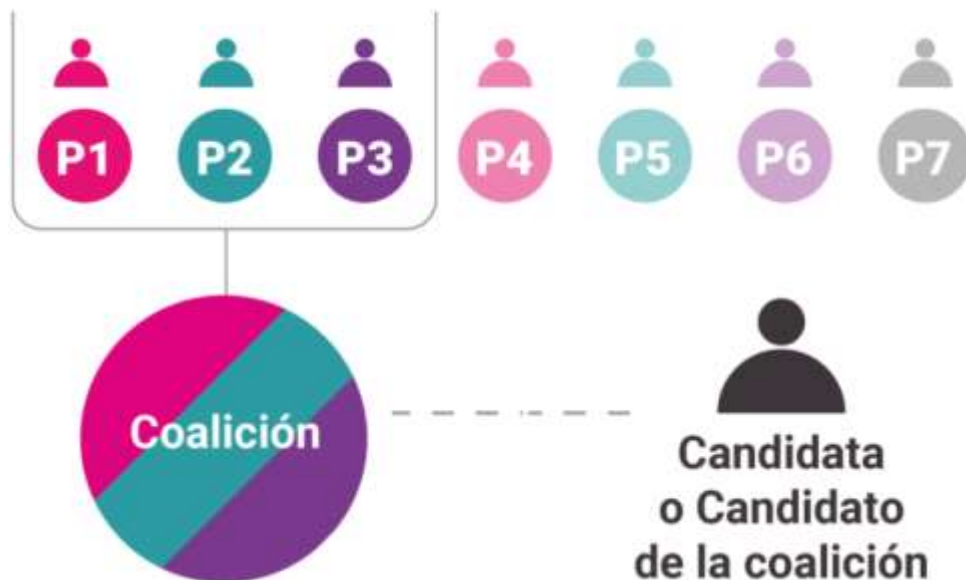 P1 P2 P3 P4 P5 P6 P7
Coalición
Candidata
o Candidato
de la coalición